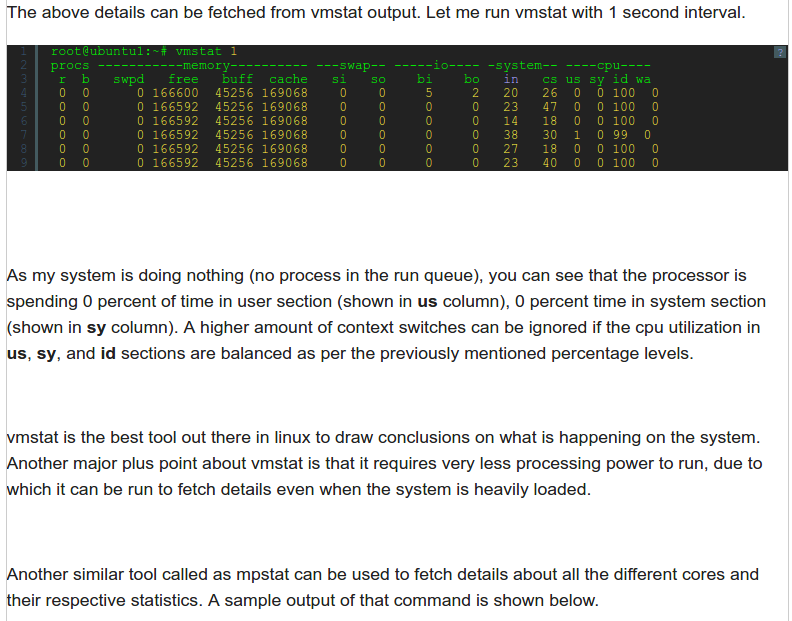 The above details can be fetched from vmstat output. Let me run vmstat with 1 second interval.
1 root@ubuntu1:~# vmstat 1
2 procs -----------memory---------- ---swap-- -----io---- -system-- ----cpu----
3 r b swpd free buff cache si so bi bo in cs us sy id wa
4 0 0 0 166600 45256 169068 0 0 5 2 20 26 0 0 100 0
5 0 0 0 166592 45256 169068 0 0 0 0 23 47 0 0 100 0
6 0 0 0 166592 45256 169068 0 0 0 0 14 18 0 0 100 0
7 0 0 0 166592 45256 169068 0 0 0 0 38 30 1 0 99 0
8 0 0 0 166592 45256 169068 0 0 0 0 27 18 0 0 100 0
9 0 0 0 166592 45256 169068 0 0 0 0 23 40 0 0 100 0
?
As my system is doing nothing (no process in the run queue), you can see that the processor is
spending 0 percent of time in user section (shown in us column), 0 percent time in system section
(shown in sy column). A higher amount of context switches can be ignored if the cpu utilization in
us, sy, and id sections are balanced as per the previously mentioned percentage levels.
vmstat is the best tool out there in linux to draw conclusions on what is happening on the system.
Another major plus point about vmstat is that it requires very less processing power to run, due to
which it can be run to fetch details even when the system is heavily loaded.
Another similar tool called as mpstat can be used to fetch details about all the different cores and
their respective statistics. A sample output of that command is shown below.